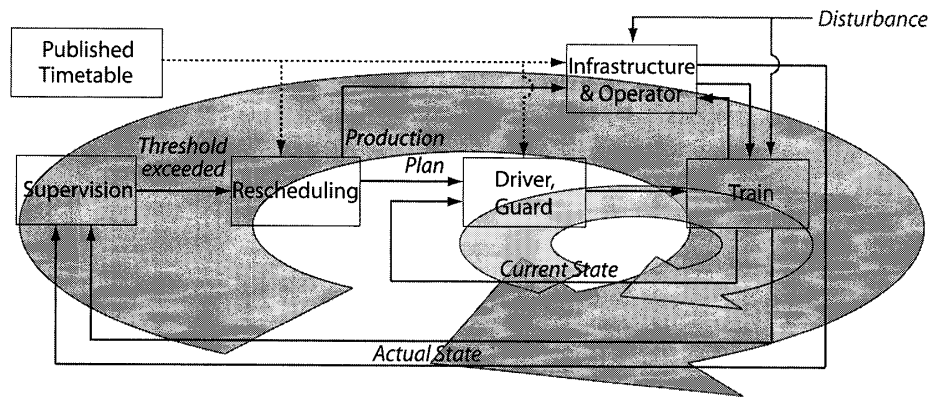 Disturbance
Published
Timetable
Infrastructure
& Operator
Threshold
exceeded
Production
Plan
Supervision
Rescheduling
Driver,
Guard
Train
Current State
Actual State